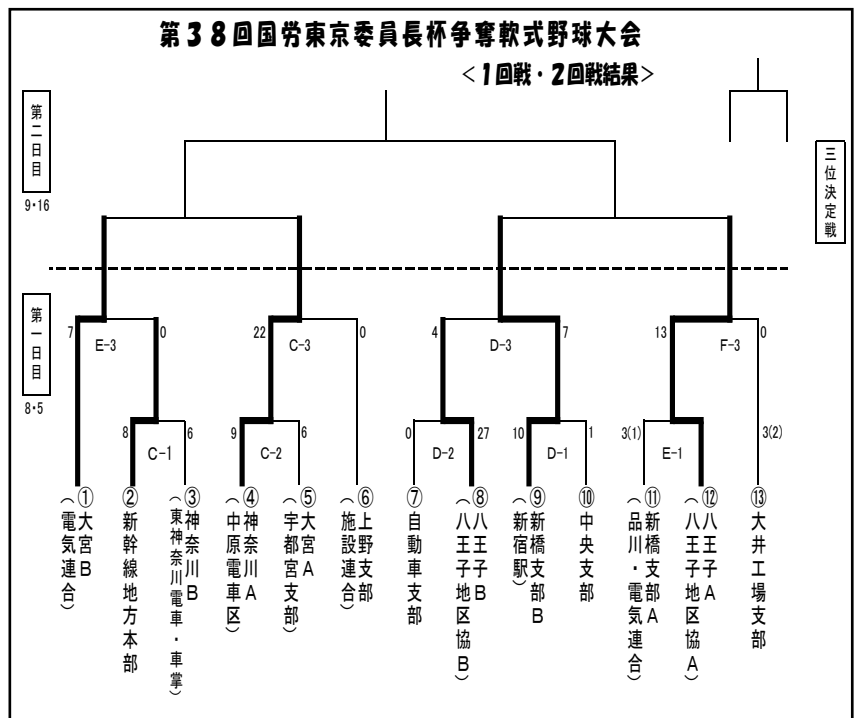 第38回国労東京委員長杯争奪軟式野球大会
<1回戦・2回戦結果>
第二日目
9・16
三位決定戦
第一日目
8・5
7
E-3
0
22
C-3
0
4
D-3
7
13
F-3
0
8
C-1
6
9
C-2
6
0
D-2
27
10
D-1
1
3(1)
E-1
3(2)
①大宮B
(電気連合)
②新幹線地方本部
③神奈川B
(東神奈川電車・車掌)
④神奈川A
(中原電車区)
⑤大宮A
(宇都宮支部)
⑥上野支部
(施設連合)
⑦自動車支部
⑧八王子B
(八王子地区協B)
⑨新橋支部B
(新宿駅)
⑩中央支部
⑪新橋支部A
(品川・電気連合)
⑫八王子A
(八王子地区協A)
⑬大井工場支部